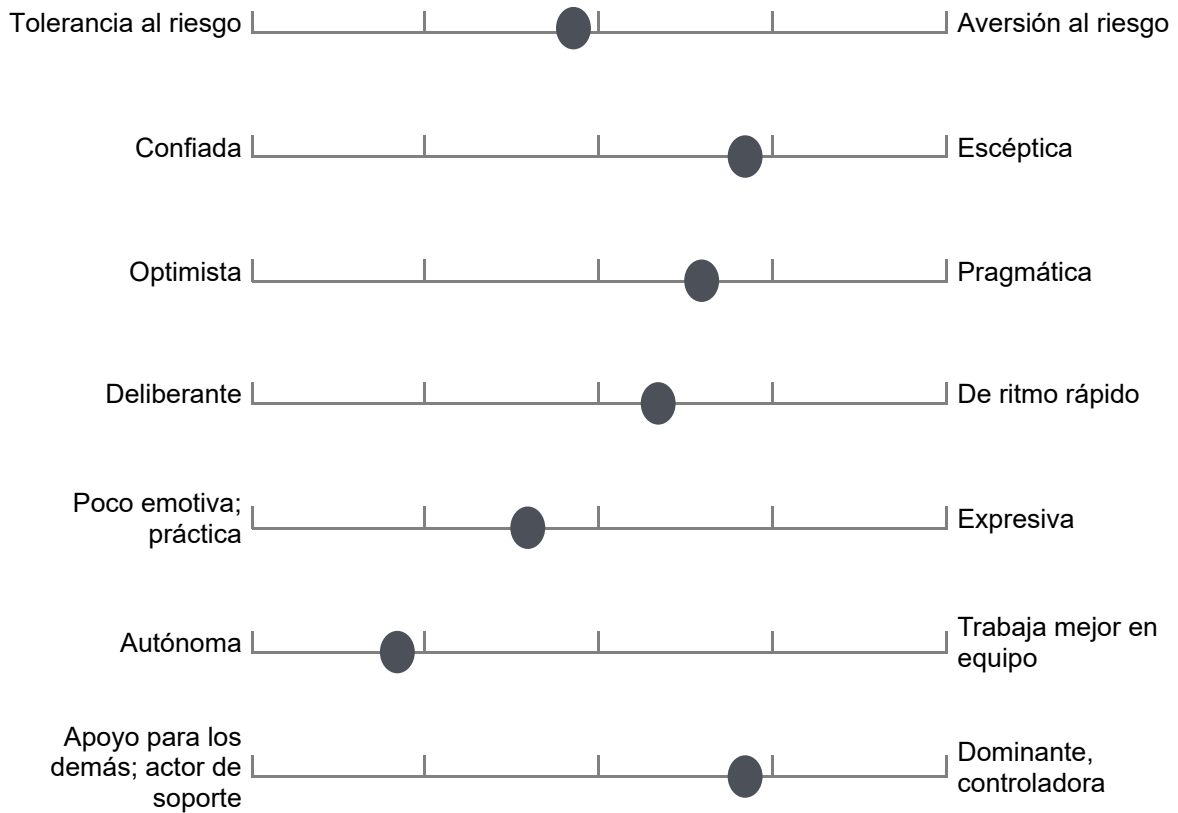 Tolerancia al riesgo
Aversión al riesgo
Confiada
Escéptica
Optimista
Pragmática
Deliberante
De ritmo rápido
Poco emotiva;
práctica
Expresiva
Autónoma
Trabaja mejor en
equipo
Apoyo para los
demás; actor de
soporte
Dominante,
controladora